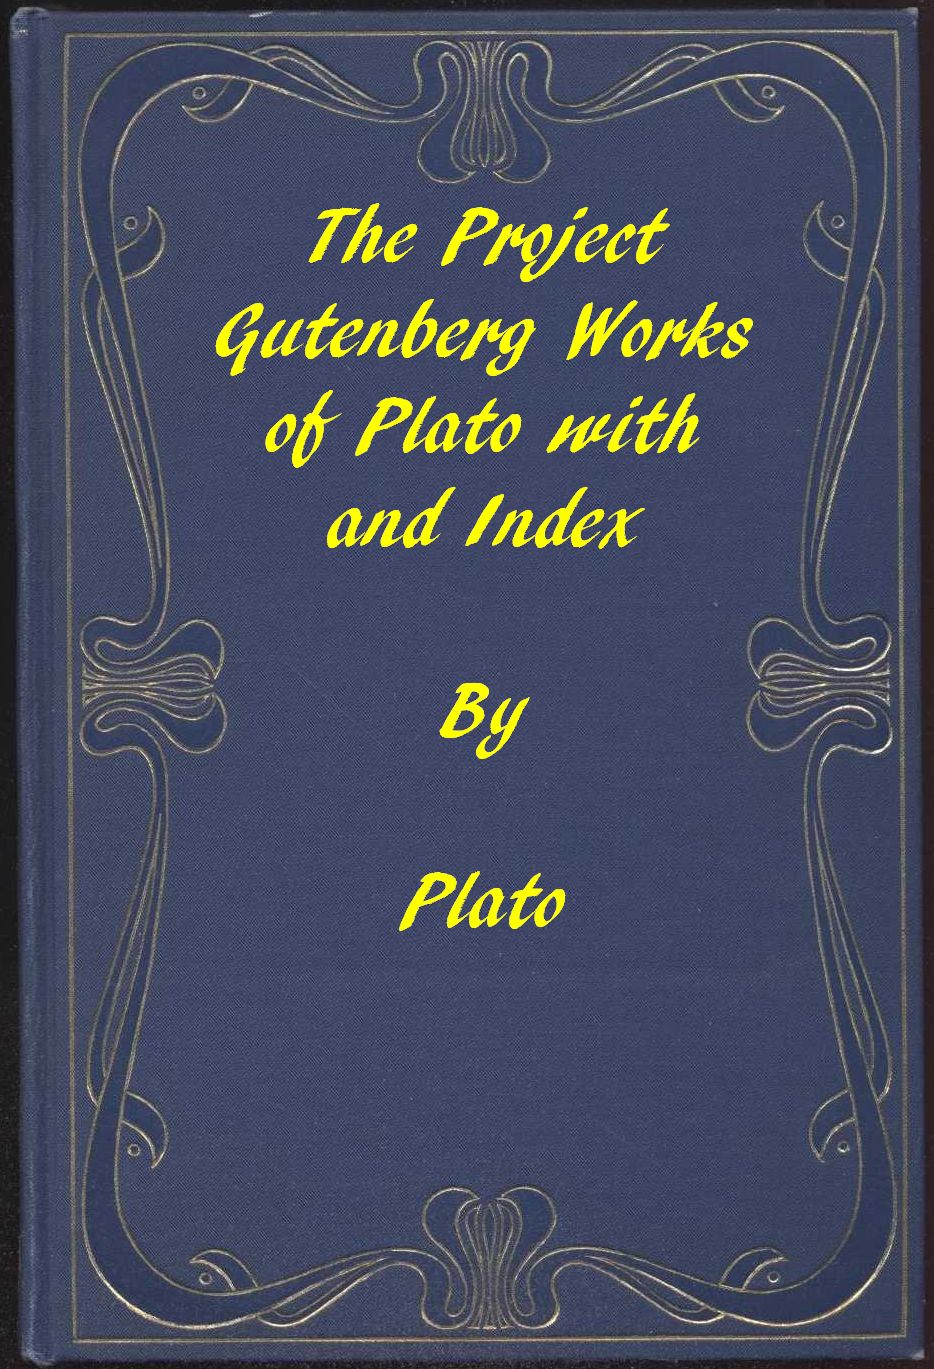 The Project
Gutenberg Works
of Plato with
and Index
By
Plato